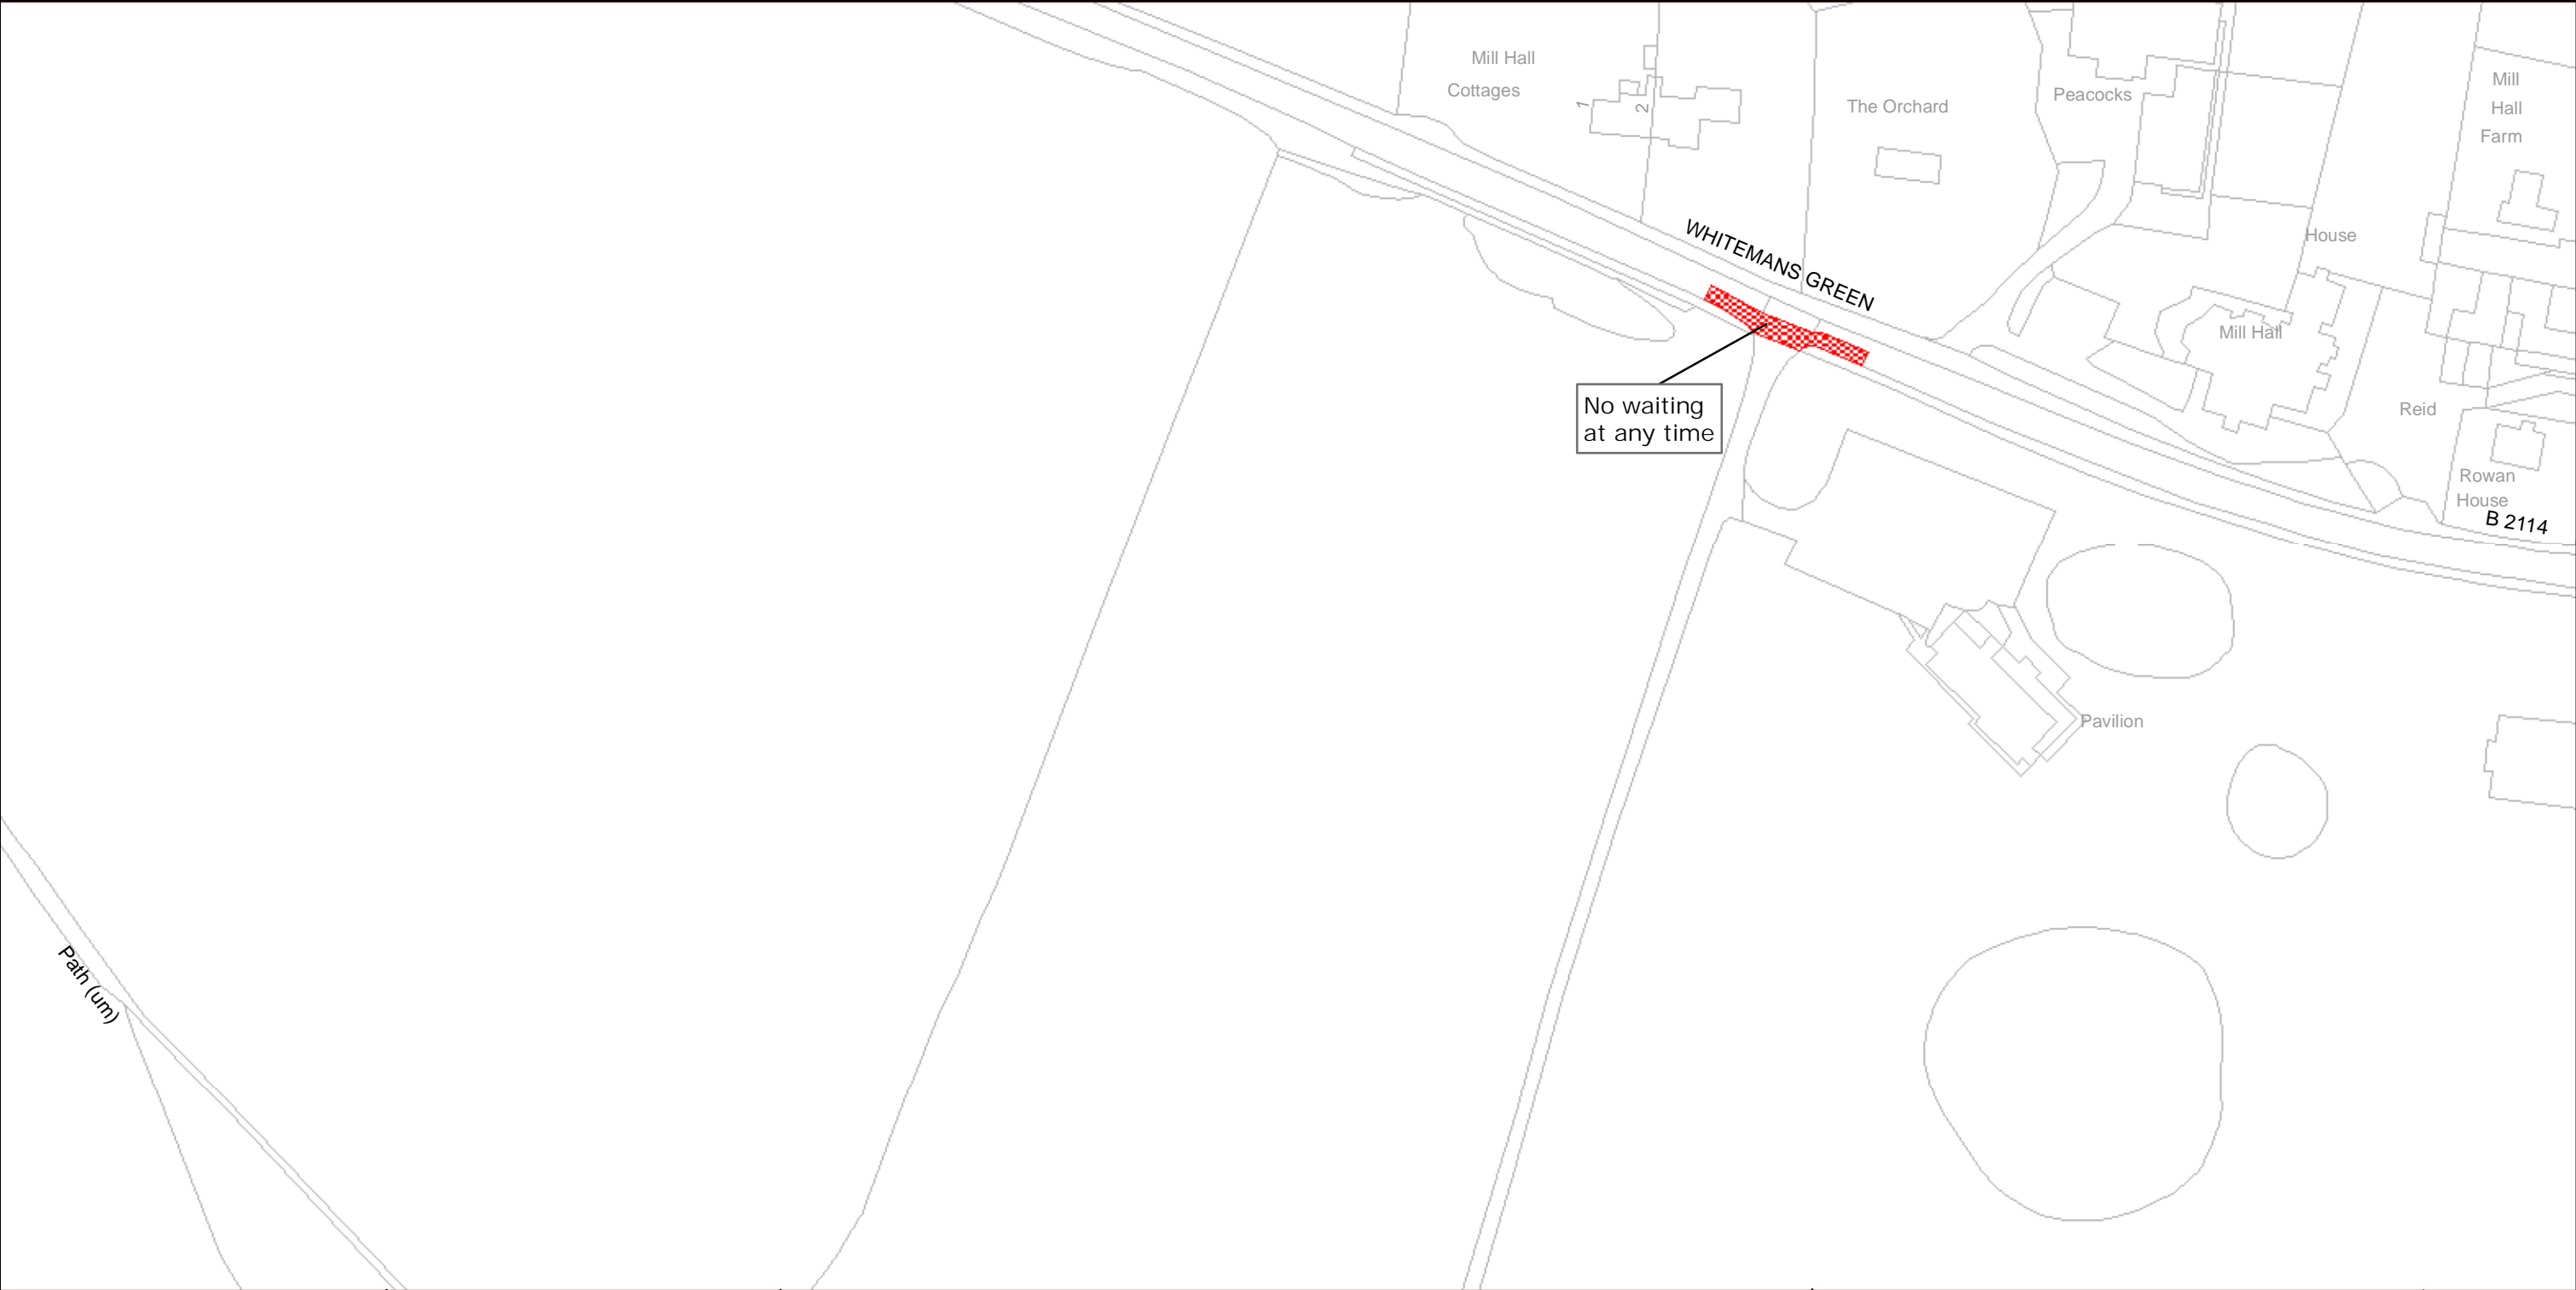 Mill Hall
Cottages
1
2
The Orchard
Peacocks
Mill
Hall
Farm
House
WHITEMANS GREEN
Mill Hall
Reid
No waiting
at any time
Rowan
House
B 2114
Pavilion
Path (um)